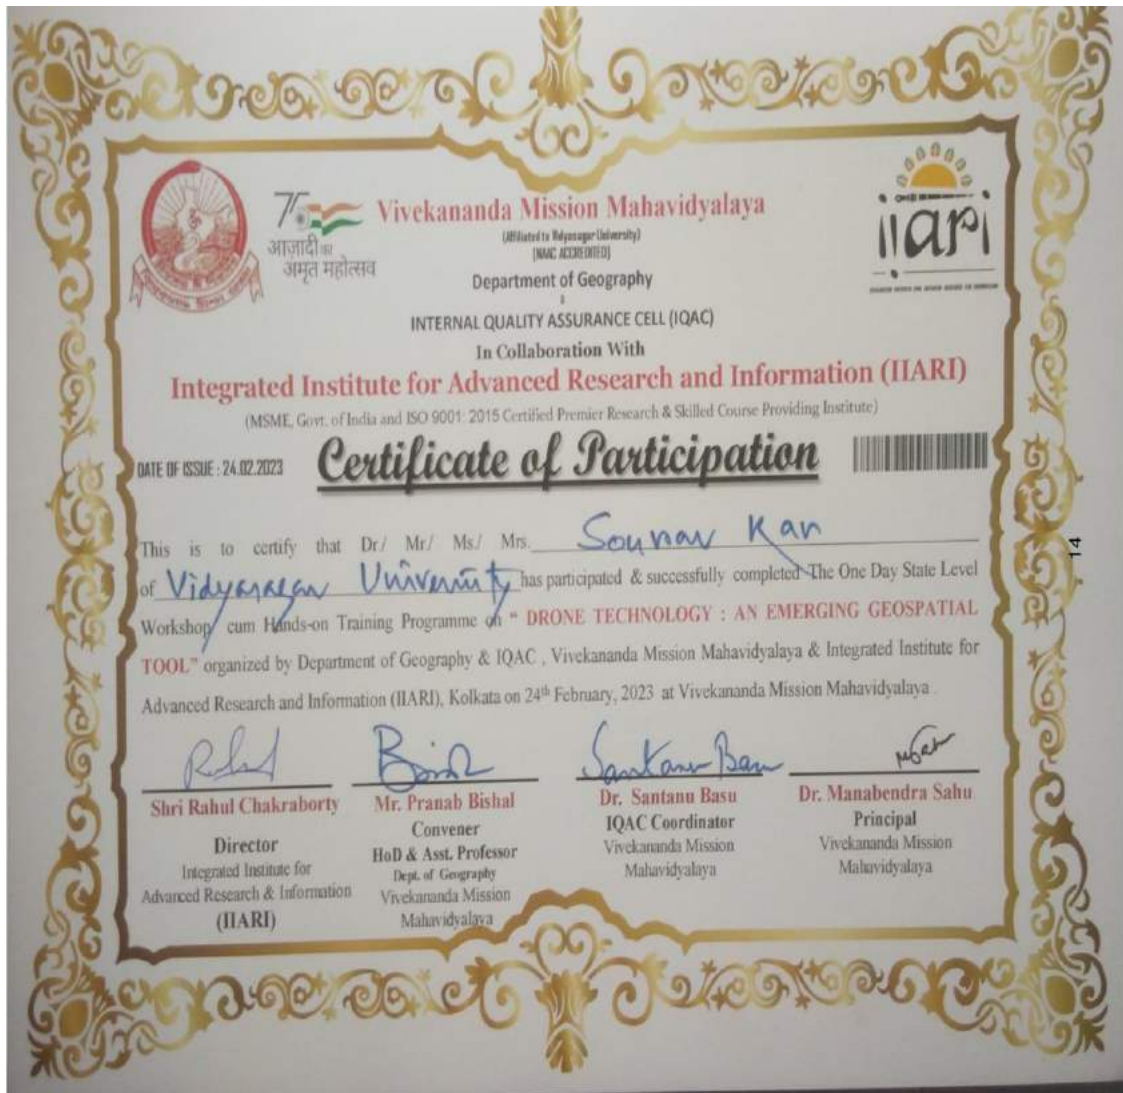 75
आज़ादी का
अमृत महोत्सव
Vivekananda Mission Mahavidyalaya
(Affiliated to Vidyasagar University)
(NAAC ACCREDITED)
Department of Geography
&
INTERNAL QUALITY ASSURANCE CELL (IQAC)
In Collaboration With
iiari
Integrated Institute for Advanced Research and Information (IIARI)
(MSME, Govt. of India and ISO 9001: 2015 Certified Premier Research & Skilled Course Providing Institute)
DATE OF ISSUE : 24.02.2023
Certificate of Participation
This is to certify that Dr/ Mr/ Ms./ Mrs. Sounav Kar
of Vidyasagar University has participated & successfully completed The One Day State Level
Workshop cum Hands-on Training Programme on " DRONE TECHNOLOGY : AN EMERGING GEOSPATIAL
TOOL" organized by Department of Geography & IQAC , Vivekananda Mission Mahavidyalaya & Integrated Institute for
Advanced Research and Information (IIARI), Kolkata on 24th February, 2023 at Vivekananda Mission Mahavidyalaya .
14
Santanu Basu
Shri Rahul Chakraborty
Director
Integrated Institute for
Advanced Research & Information
(IIARI)
Mr. Pranab Bishal
Convener
HoD & Asst. Professor
Dept. of Geography
Vivekananda Mission
Mahavidyalaya
Dr. Santanu Basu
IQAC Coordinator
Vivekananda Mission
Mahavidyalaya
Dr. Manabendra Sahu
Principal
Vivekananda Mission
Mahavidyalaya